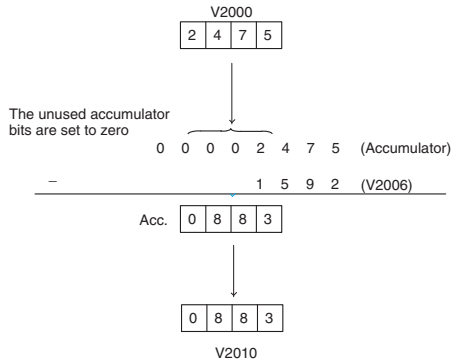 V2000
2 4 7 5
The unused accumulator
bits are set to zero
0 0 0 0 2 4 7 5 (Accumulator)
– 1 5 9 2 (V2006)
Acc. 0 8 8 3
0 8 8 3
V2010